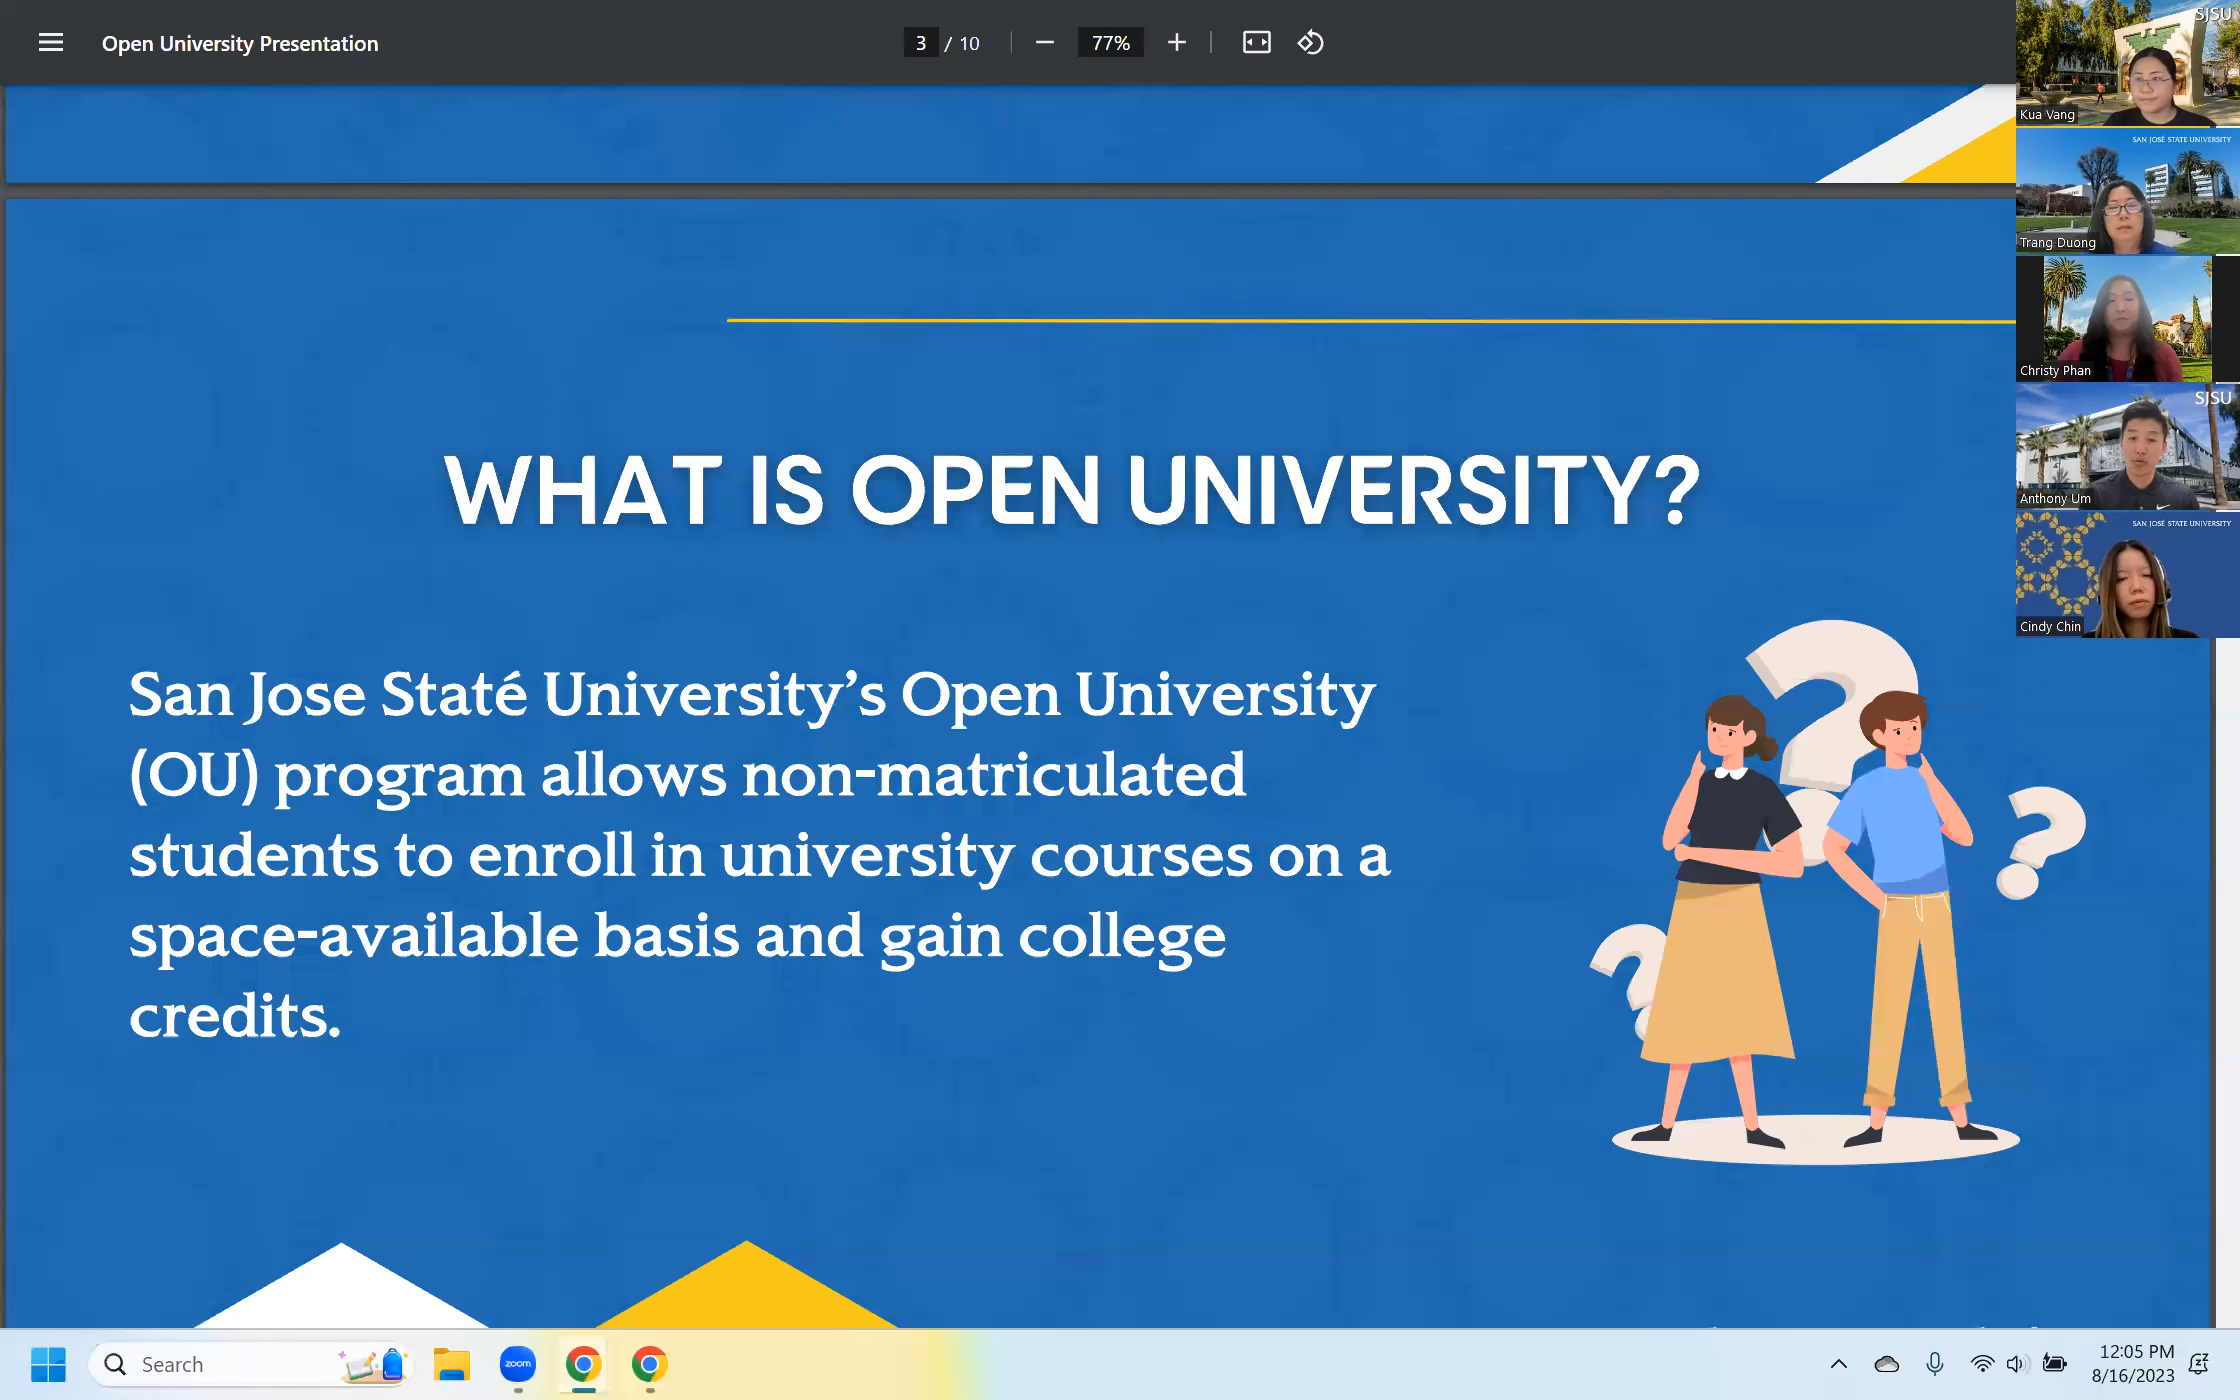 Open University Presentation
3 / 10
77%
SJSU
Kua Vang
SAN JOSÉ STATE UNIVERSITY
Trang Duong
Christy Phan
SJSU
Anthony Um
SAN JOSÉ STATE UNIVERSITY
Cindy Chin
WHAT IS OPEN UNIVERSITY?
San Jose Staté University’s Open University
(OU) program allows non-matriculated
students to enroll in university courses on a
space-available basis and gain college
credits.
Search
zoom
12:05 PM
8/16/2023